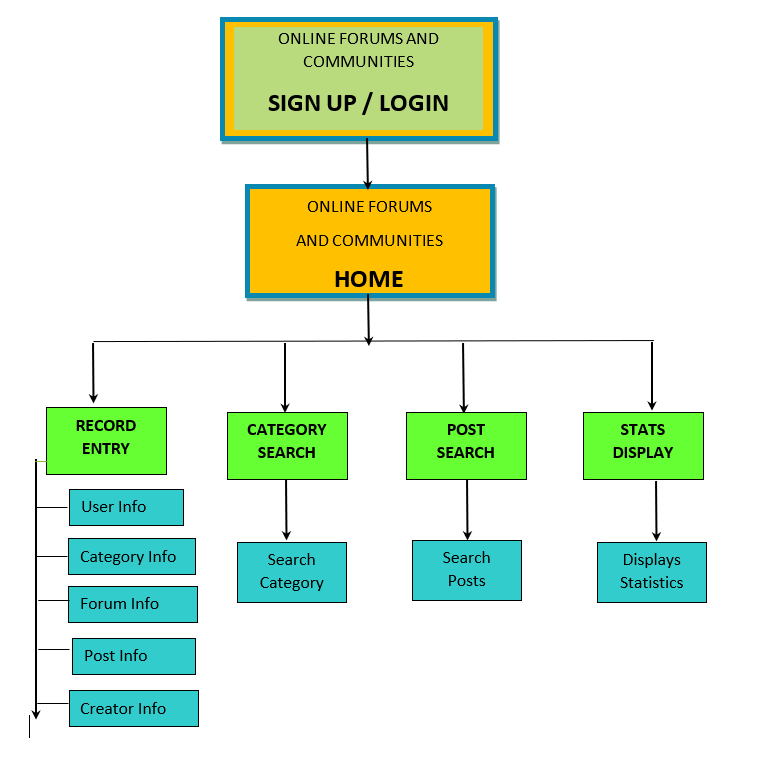 ONLINE FORUMS AND
COMMUNITIES
SIGN UP / LOGIN
ONLINE FORUMS
AND COMMUNITIES
HOME
RECORD
ENTRY
CATEGORY
SEARCH
POST
SEARCH
STATS
DISPLAY
User Info
Category Info
Forum Info
Post Info
Creator Info
Search
Category
Search
Posts
Displays
Statistics